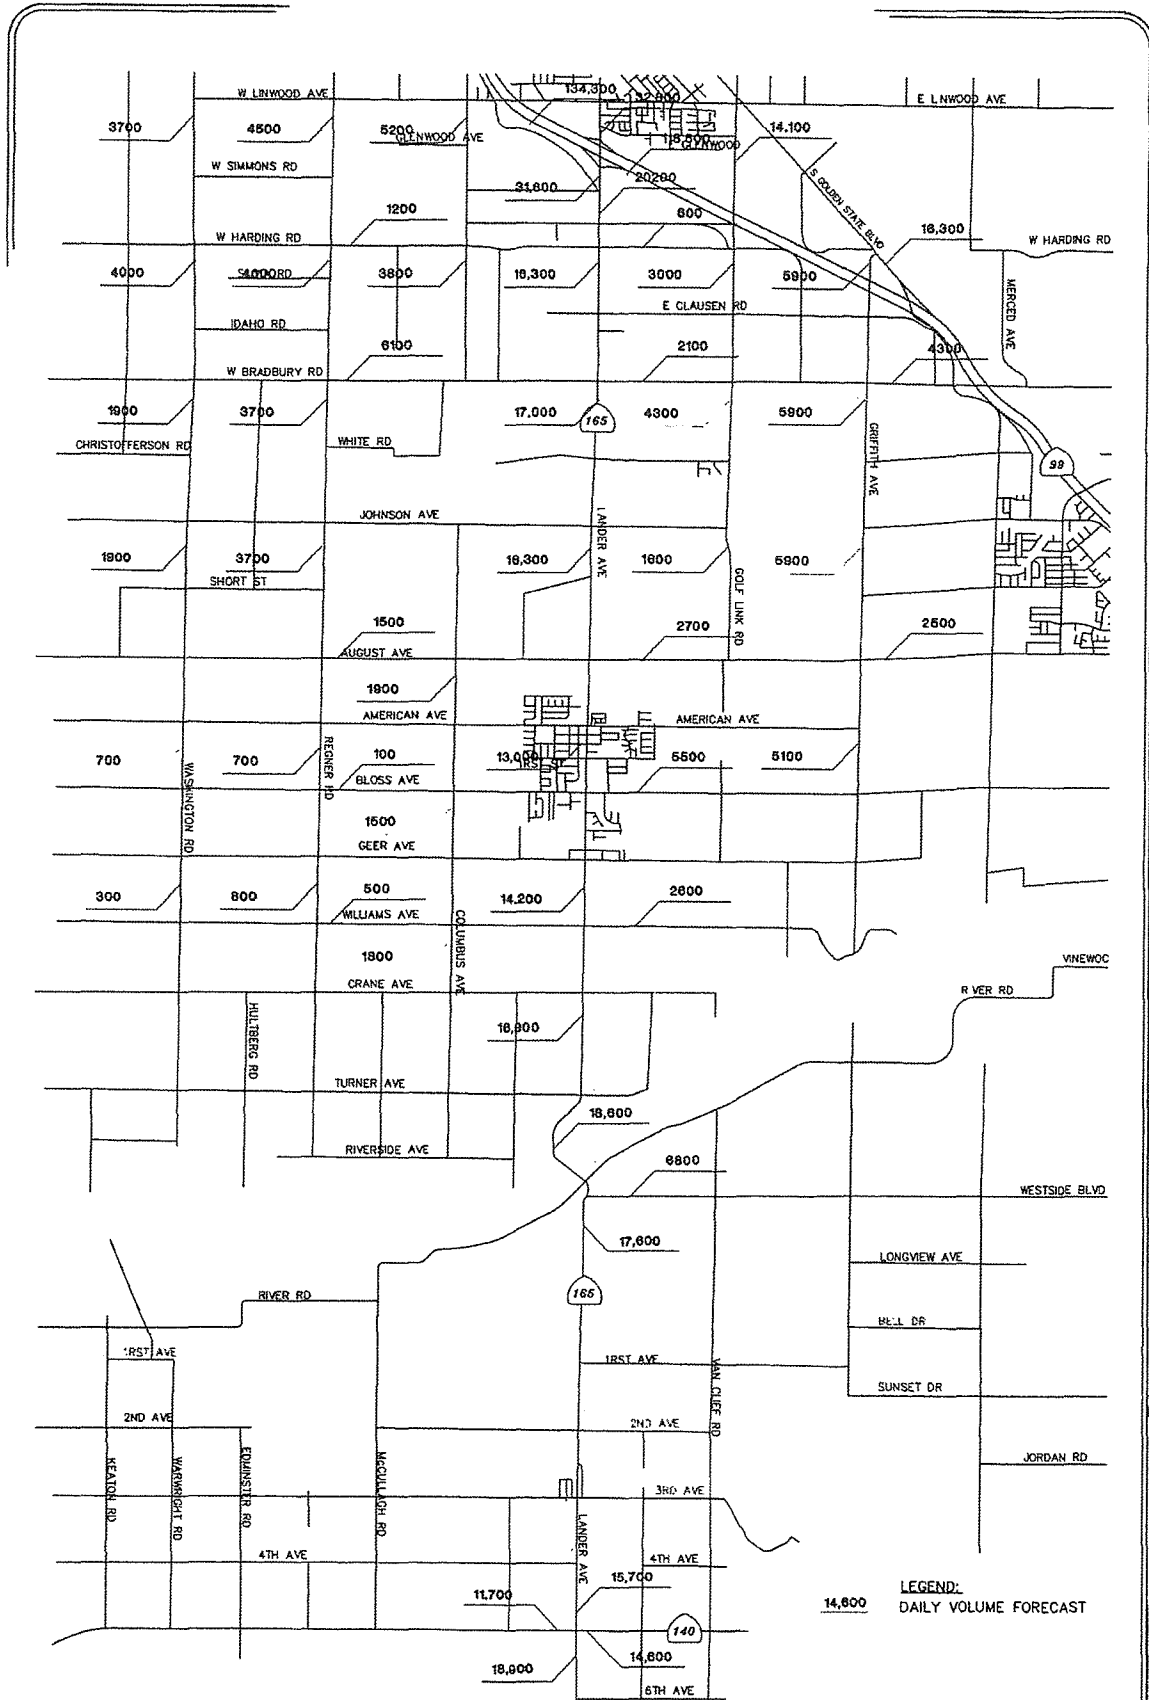 W LINWOOD AVE
134,300
E L NWOOD AVE
3700
4500
5200
GLENWOOD AVE
GLENWOOD
14,100
W SIMMONS RD
31,600
20200
S GOLDEN STATE BLVD
1200
600
16,300
W HARDING RD
W HARDING RD
4000
3800
16,300
3000
5900
MERCED AVE
IDAHO RD
E CLAUSEN RD
6100
2100
4300
W BRADBURY RD
1900
3700
17,000
165
4300
5900
GRIFFITH AVE
CHRISTOFFERSON RD
WHITE RD
99
JOHNSON AVE
LANDER AVE
1900
3700
16,300
1600
5900
SHORT ST
GOLF LINK RD
1500
2700
2500
AUGUST AVE
1900
AMERICAN AVE
AMERICAN AVE
REGNER RD
700
700
100
5500
5100
BLOSS AVE
WASHINGTON RD
1500
GEER AVE
300
800
500
14,200
2600
WILLIAMS AVE
COLUMBUS AVE
1800
VINEWOC
CRANE AVE
R VER RD
HULTBERG RD
16,900
TURNER AVE
18,600
RIVERSIDE AVE
6800
WESTSIDE BLVD
17,600
LONGVIEW AVE
RIVER RD
165
BELL DR
1RST AVE
1RST AVE
VAN CLIEF RD
SUNSET DR
2ND AVE
2ND AVE
KEATON RD
WARWRIGHT RD
EDMINSTER RD
McCULLAGH RD
JORDAN RD
3RD AVE
LANDER AVE
4TH AVE
4TH AVE
15,700
11,700
LEGEND:
14,600 DAILY VOLUME FORECAST
140
14,600
18,900
5TH AVE